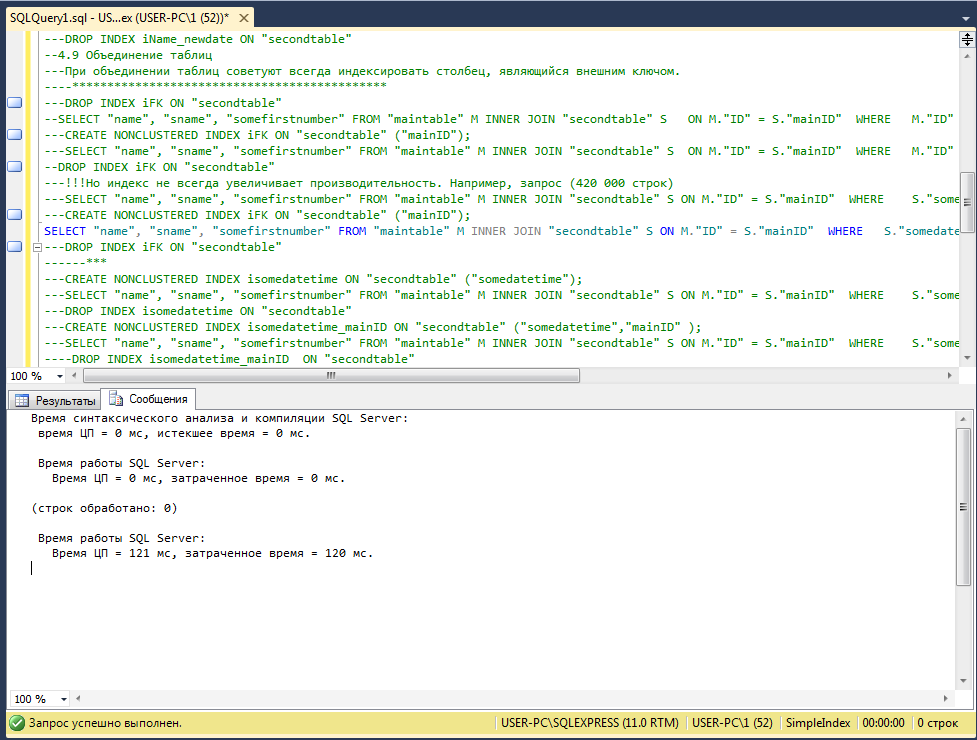 SQLQuery1.sql - US...ex (USER-PC\1 (52))*
---DROP INDEX iName_newdate ON "secondtable"
--4.9 Объединение таблиц
---При объединении таблиц советуют всегда индексировать столбец, являющийся внешним ключом.
----*********************************************
---DROP INDEX iFK ON "secondtable"
--SELECT "name", "sname", "somefirstnumber" FROM "maintable" M INNER JOIN "secondtable" S   ON M."ID" = S."mainID"  WHERE   M."ID"
---CREATE NONCLUSTERED INDEX iFK ON "secondtable" ("mainID");
---SELECT "name", "sname", "somefirstnumber" FROM "maintable" M INNER JOIN "secondtable" S  ON M."ID" = S."mainID"  WHERE   M."ID"
--DROP INDEX iFK ON "secondtable"
---!!!Но индекс не всегда увеличивает производительность. Например, запрос (420 000 строк)
---SELECT "name", "sname", "somefirstnumber" FROM "maintable" M INNER JOIN "secondtable" S ON M."ID" = S."mainID"  WHERE    S."some
---CREATE NONCLUSTERED INDEX iFK ON "secondtable" ("mainID");
SELECT "name", "sname", "somefirstnumber" FROM "maintable" M INNER JOIN "secondtable" S ON M."ID" = S."mainID"  WHERE   S."somedate
---DROP INDEX iFK ON "secondtable"
------***
---CREATE NONCLUSTERED INDEX isomedatetime ON "secondtable" ("somedatetime");
---SELECT "name", "sname", "somefirstnumber" FROM "maintable" M INNER JOIN "secondtable" S ON M."ID" = S."mainID"  WHERE    S."some
---DROP INDEX isomedatetime ON "secondtable"
---CREATE NONCLUSTERED INDEX isomedatetime_mainID ON "secondtable" ("somedatetime","mainID" );
---SELECT "name", "sname", "somefirstnumber" FROM "maintable" M INNER JOIN "secondtable" S ON M."ID" = S."mainID"  WHERE    S."some
----DROP INDEX isomedatetime_mainID  ON "secondtable"
100 %
Результаты Сообщения
Время синтаксического анализа и компиляции SQL Server:
время ЦП = 0 мс, истекшее время = 0 мс.
Время работы SQL Server:
Время ЦП = 0 мс, затраченное время = 0 мс.
(строк обработано: 0)
Время работы SQL Server:
Время ЦП = 121 мс, затраченное время = 120 мс.
100 %
Запрос успешно выполнен. USER-PC\SQLEXPRESS (11.0 RTM) USER-PC\1 (52) SimpleIndex 00:00:00 0 строк